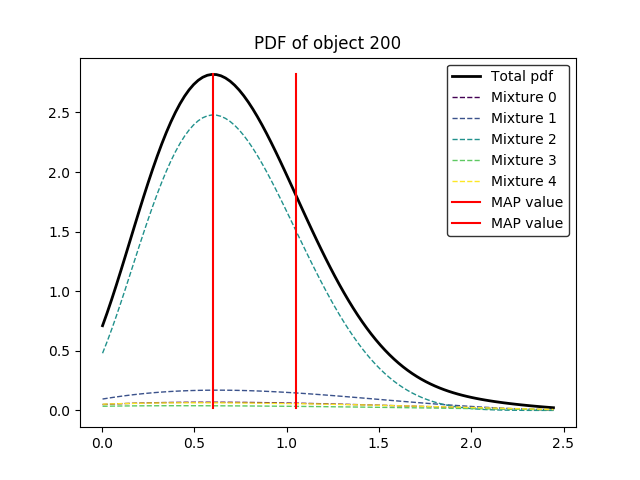 PDF of object 200
Total pdf
Mixture 0
Mixture 1
Mixture 2
Mixture 3
Mixture 4
MAP value
MAP value
2.5
2.0
1.5
1.0
0.5
0.0
0.0 0.5 1.0 1.5 2.0 2.5